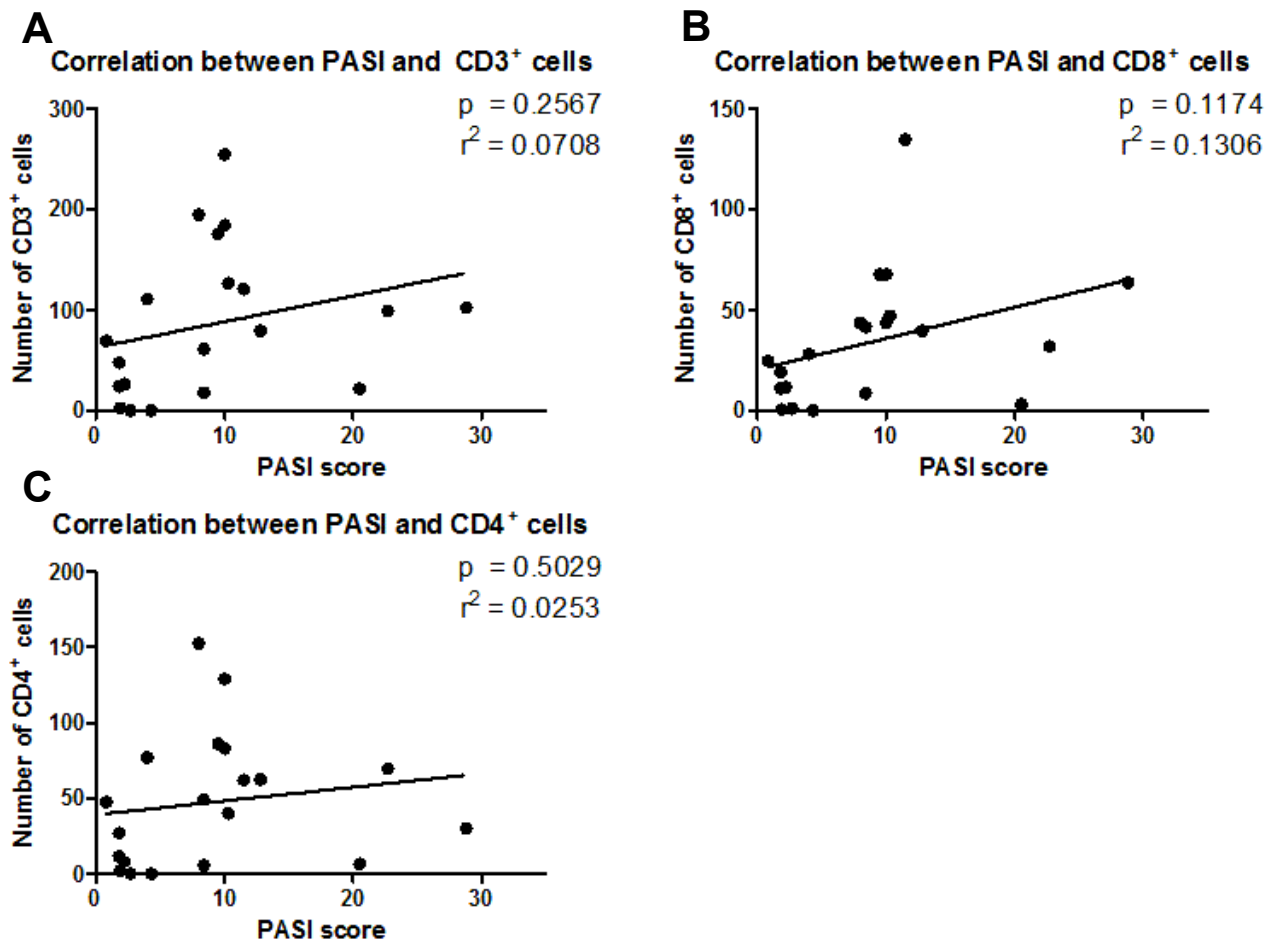 A
Correlation between PASI and CD3⁺ cells
p = 0.2567
r² = 0.0708
Number of CD3⁺ cells
300
200
100
0
0 10 20 30
PASI score
B
Correlation between PASI and CD8⁺ cells
p = 0.1174
r² = 0.1306
Number of CD8⁺ cells
150
100
50
0
0 10 20 30
PASI score
C
Correlation between PASI and CD4⁺ cells
p = 0.5029
r² = 0.0253
Number of CD4⁺ cells
200
150
100
50
0
0 10 20 30
PASI score